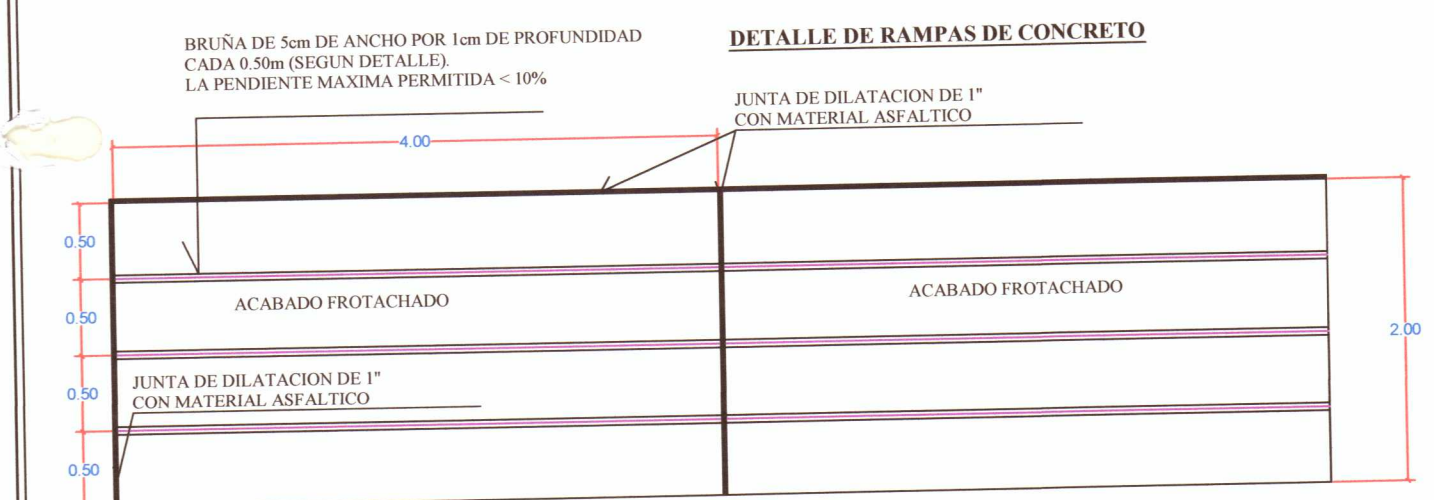 BRUÑA DE 5cm DE ANCHO POR 1cm DE PROFUNDIDAD
CADA 0.50m (SEGUN DETALLE).
LA PENDIENTE MAXIMA PERMITIDA < 10%
DETALLE DE RAMPAS DE CONCRETO
JUNTA DE DILATACION DE 1"
CON MATERIAL ASFALTICO
4.00
0.50
ACABADO FROTACHADO
ACABADO FROTACHADO
0.50
2.00
JUNTA DE DILATACION DE 1"
CON MATERIAL ASFALTICO
0.50
0.50